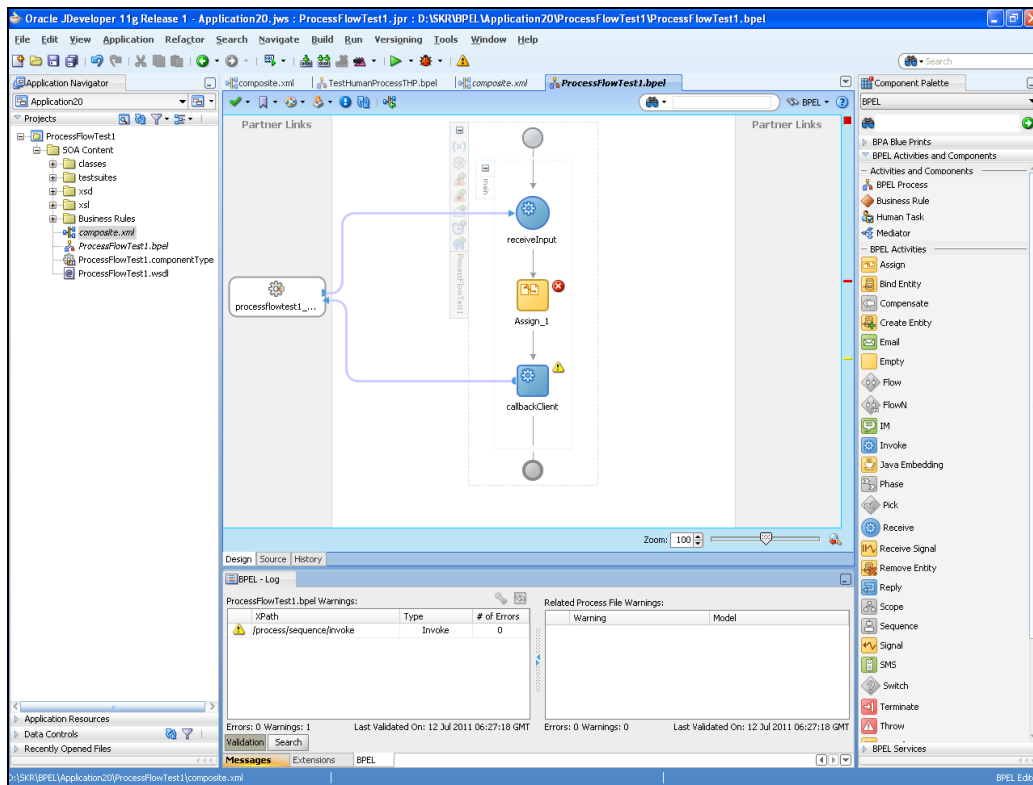 Oracle JDeveloper 11g Release 1 - Application20.jws : ProcessFlowTest1.jpr : D:\SKR\BPEL\Application20\ProcessFlowTest1\ProcessFlowTest1.bpel
File Edit View Application Refactor Search Navigate Build Run Versioning Tools Window Help
Search
Application Navigator
Application20
Projects
ProcessFlowTest1
SOA Content
classes
testsuites
xsd
xsl
Business Rules
composite.xml
ProcessFlowTest1.bpel
ProcessFlowTest1.componentType
ProcessFlowTest1.wsdl
Application Resources
Data Controls
Recently Opened Files
composite.xml TestHumanProcessTHP.bpel composite.xml ProcessFlowTest1.bpel
BPEL
Partner Links
Partner Links
(x)
main
ProcessFlowTest1
receiveInput
processflowtest1_...
Assign_1
callbackClient
Zoom: 100
Design Source History
BPEL - Log
ProcessFlowTest1.bpel Warnings:
XPath Type # of Errors
/process/sequence/invoke Invoke 0
Errors: 0 Warnings: 1 Last Validated On: 12 Jul 2011 06:27:18 GMT
Related Process File Warnings:
Warning Model
Errors: 0 Warnings: 0 Last Validated On: 12 Jul 2011 06:27:18 GMT
Validation Search
Messages Extensions BPEL
Component Palette
BPEL
BPA Blue Prints
BPEL Activities and Components
Activities and Components
BPEL Process
Business Rule
Human Task
Mediator
BPEL Activities
Assign
Bind Entity
Compensate
Create Entity
Email
Empty
Flow
FlowN
IM
Invoke
Java Embedding
Phase
Pick
Receive
Receive Signal
Remove Entity
Reply
Scope
Sequence
Signal
SMS
Switch
Terminate
Throw
BPEL Services
D:\SKR\BPEL\Application20\ProcessFlowTest1\composite.xml
BPEL Edit